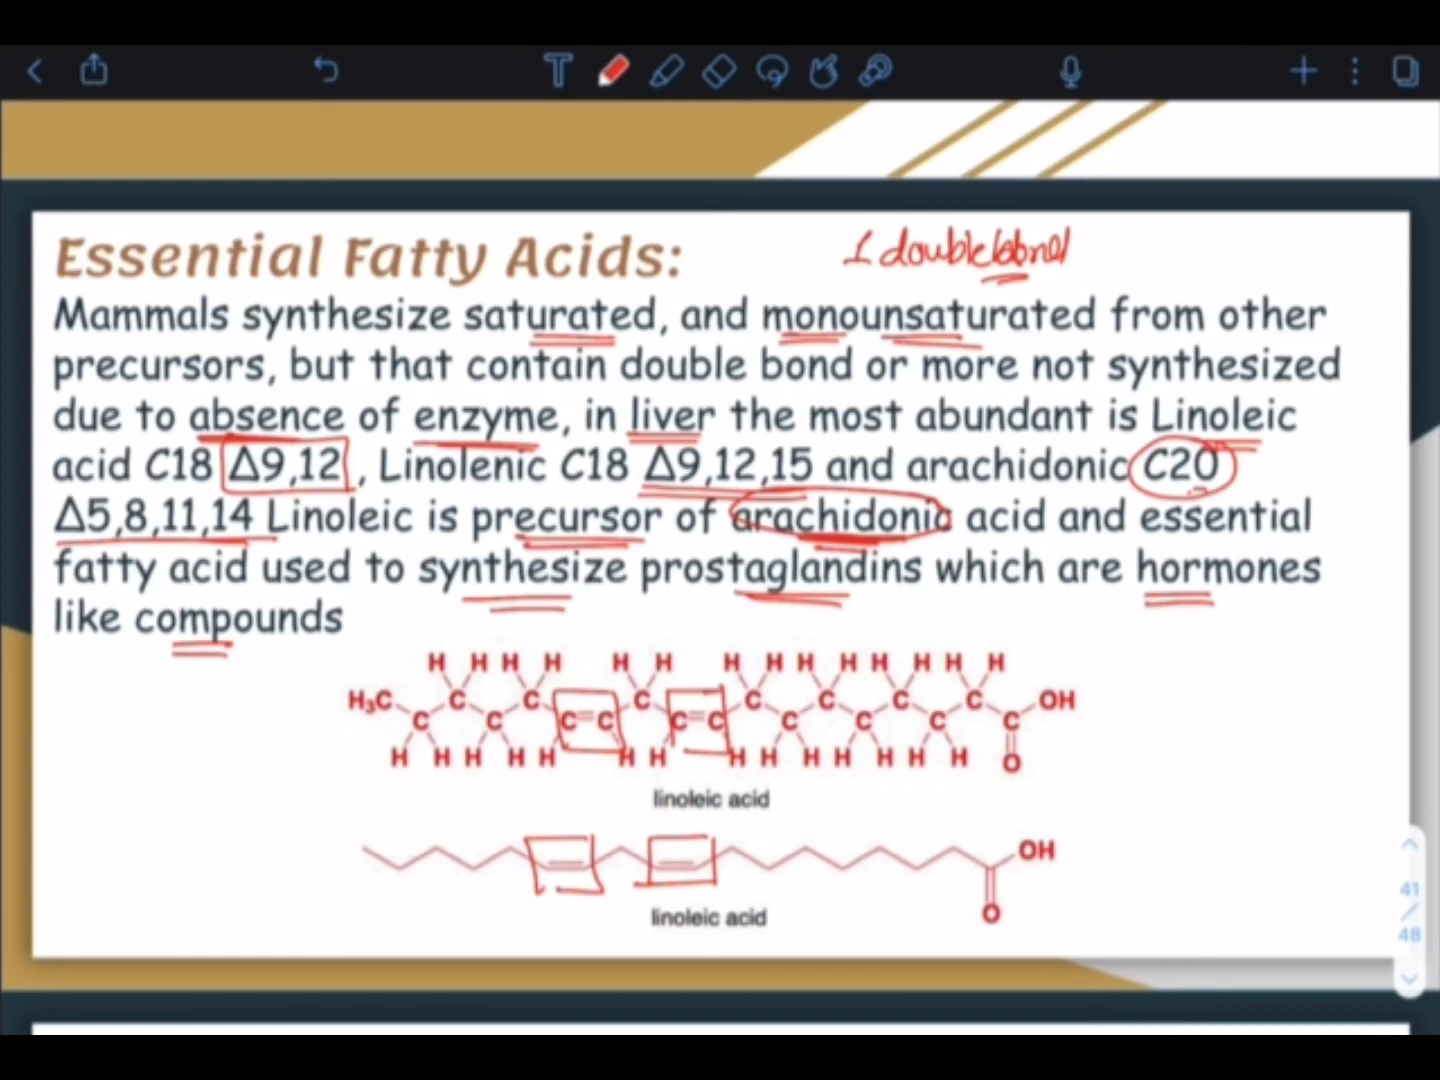 Essential Fatty Acids:
1 double bond
Mammals synthesize saturated, and monounsaturated from other
precursors, but that contain double bond or more not synthesized
due to absence of enzyme, in liver the most abundant is Linoleic
acid C18 Δ9,12 , Linolenic C18 Δ9,12,15 and arachidonic C20
Δ5,8,11,14 Linoleic is precursor of arachidonic acid and essential
fatty acid used to synthesize prostaglandins which are hormones
like compounds
H H H H H H H H H H H H H H
H₃C C C C C C C C C C C OH
C C C=C C=C C C C C
H H H H H H H H H H H H H H H H O
linoleic acid
OH
O
linoleic acid
41
/
48